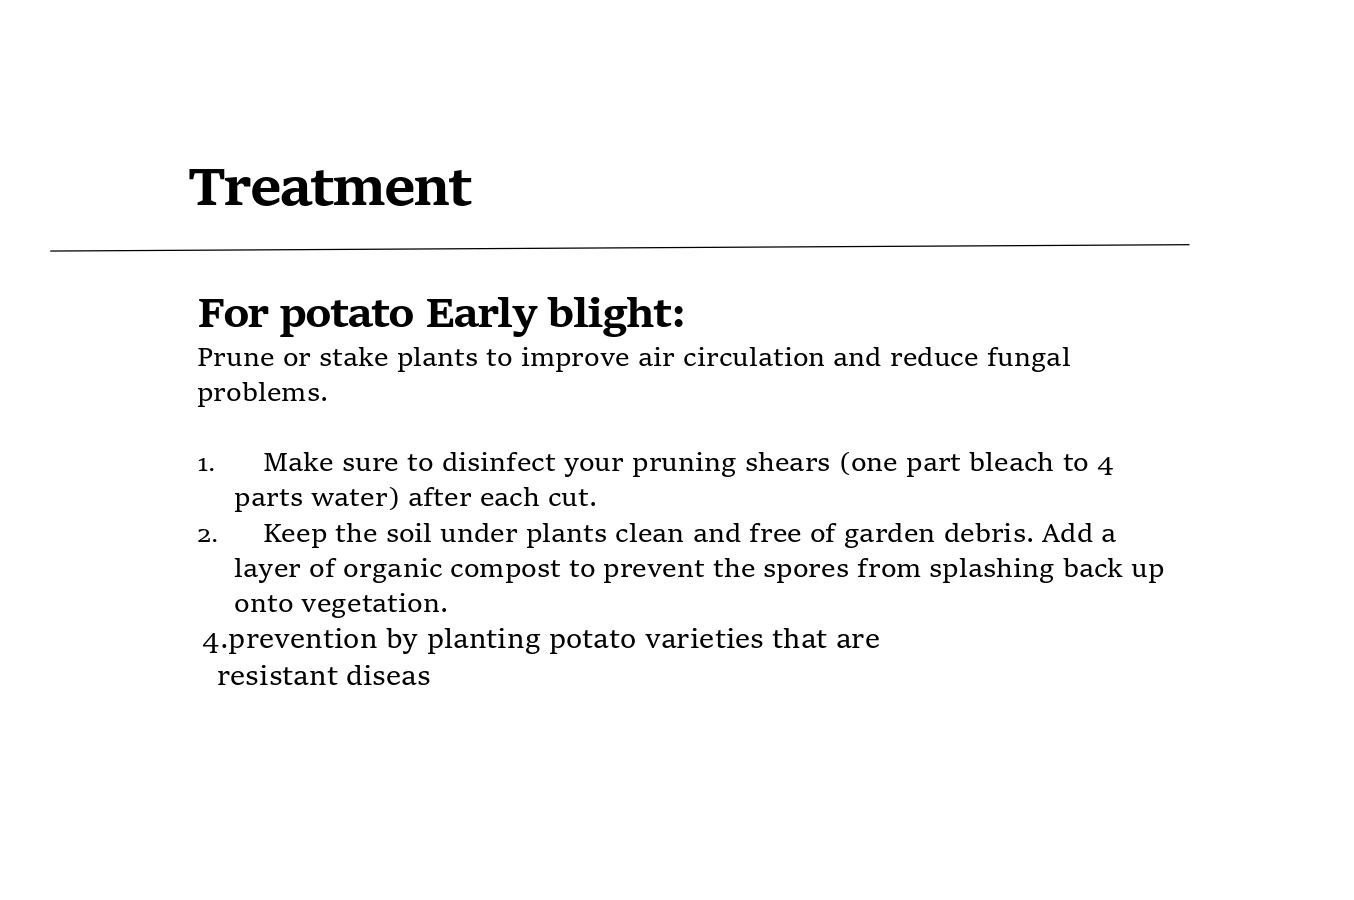 Treatment
For potato Early blight:
Prune or stake plants to improve air circulation and reduce fungal
problems.
1. Make sure to disinfect your pruning shears (one part bleach to 4
parts water) after each cut.
2. Keep the soil under plants clean and free of garden debris. Add a
layer of organic compost to prevent the spores from splashing back up
onto vegetation.
4.prevention by planting potato varieties that are
resistant diseas